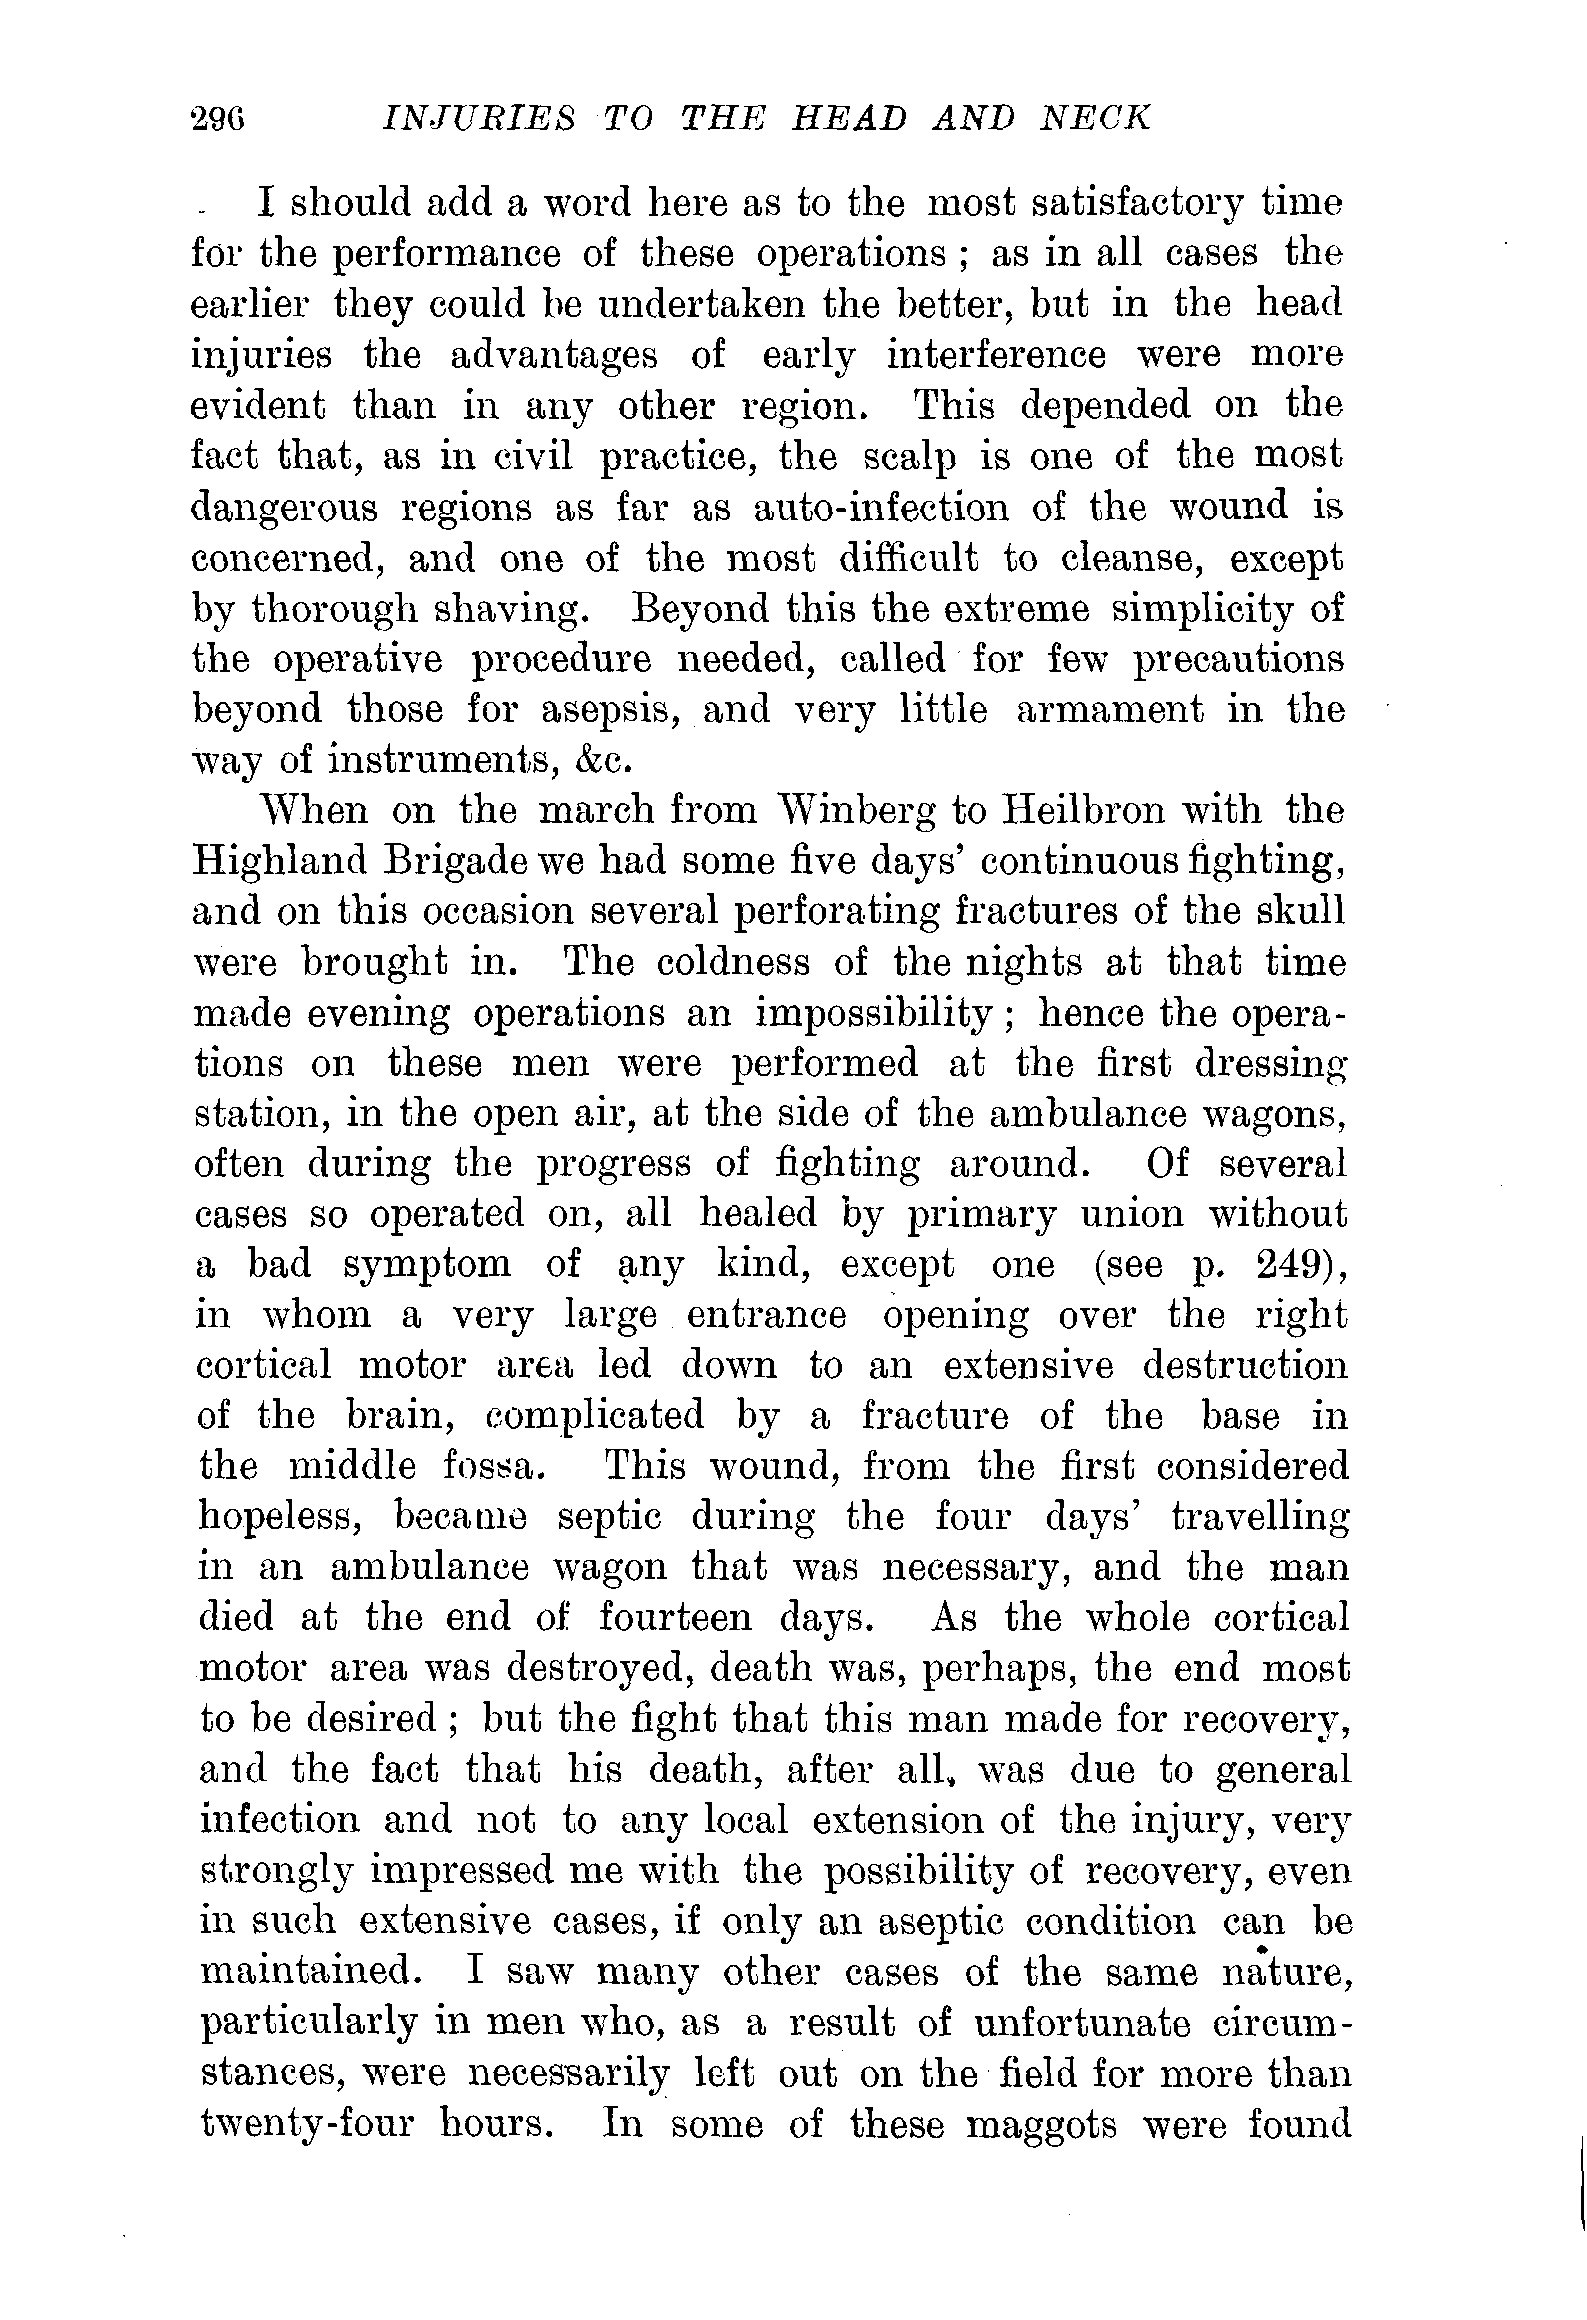 296 INJURIES TO THE HEAD AND NECK
I should add a word here as to the most satisfactory time
for the performance of these operations ; as in all cases the
earlier they could be undertaken the better, but in the head
injuries the advantages of early interference were more
evident than in any other region. This depended on the
fact that, as in civil practice, the scalp is one of the most
dangerous regions as far as auto-infection of the wound is
concerned, and one of the most difficult to cleanse, except
by thorough shaving. Beyond this the extreme simplicity of
the operative procedure needed, called for few precautions
beyond those for asepsis, and very little armament in the
way of instruments, &c.
When on the march from Winberg to Heilbron with the
Highland Brigade we had some five days' continuous fighting,
and on this occasion several perforating fractures of the skull
were brought in. The coldness of the nights at that time
made evening operations an impossibility ; hence the opera-
tions on these men were performed at the first dressing
station, in the open air, at the side of the ambulance wagons,
often during the progress of fighting around. Of several
cases so operated on, all healed by primary union without
a bad symptom of any kind, except one (see p. 249),
in whom a very large entrance opening over the right
cortical motor area led down to an extensive destruction
of the brain, complicated by a fracture of the base in
the middle fossa. This wound, from the first considered
hopeless, became septic during the four days' travelling
in an ambulance wagon that was necessary, and the man
died at the end of fourteen days. As the whole cortical
motor area was destroyed, death was, perhaps, the end most
to be desired ; but the fight that this man made for recovery,
and the fact that his death, after all, was due to general
infection and not to any local extension of the injury, very
strongly impressed me with the possibility of recovery, even
in such extensive cases, if only an aseptic condition can be
maintained. I saw many other cases of the same nature,
particularly in men who, as a result of unfortunate circum-
stances, were necessarily left out on the field for more than
twenty-four hours. In some of these maggots were found